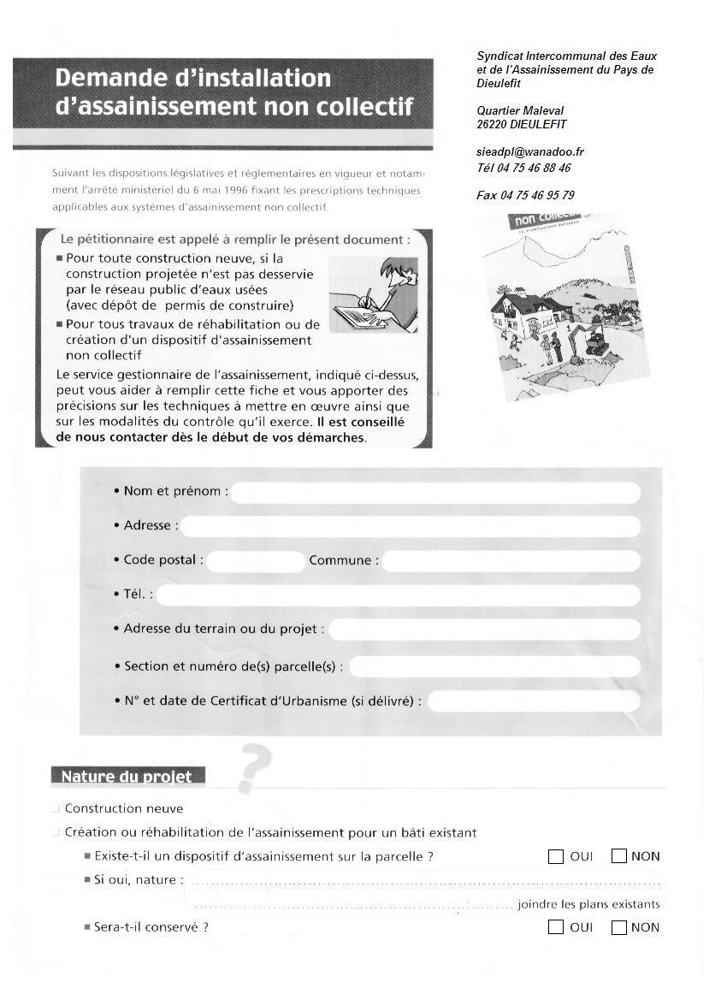 Demande d'installation
d'assainissement non collectif
Syndicat Intercommunal des Eaux
et de l'Assainissement du Pays de
Dieulefit
Quartier Maleval
26220 DIEULEFIT
sieadpl@wanadoo.fr
Tél 04 75 46 88 46
Fax 04 75 46 95 79
Suivant les dispositions législatives et réglementaires en vigueur et notam-
ment l'arrêté ministériel du 6 mai 1996 fixant les prescriptions techniques
applicables aux systèmes d'assainissement non collectif.
Le pétitionnaire est appelé à remplir le présent document :
■ Pour toute construction neuve, si la
construction projetée n'est pas desservie
par le réseau public d'eaux usées
(avec dépôt de permis de construire)
■ Pour tous travaux de réhabilitation ou de
création d'un dispositif d'assainissement
non collectif
Le service gestionnaire de l'assainissement, indiqué ci-dessus,
peut vous aider à remplir cette fiche et vous apporter des
précisions sur les techniques à mettre en œuvre ainsi que
sur les modalités du contrôle qu'il exerce. Il est conseillé
de nous contacter dès le début de vos démarches.
non collectif
• Nom et prénom :
• Adresse :
• Code postal : Commune :
• Tél. :
• Adresse du terrain ou du projet :
• Section et numéro de(s) parcelle(s) :
• N° et date de Certificat d'Urbanisme (si délivré) :
?
Nature du projet
Construction neuve
Création ou réhabilitation de l'assainissement pour un bâti existant
■ Existe-t-il un dispositif d'assainissement sur la parcelle ? OUI NON
■ Si oui, nature :
joindre les plans existants
■ Sera-t-il conservé ? OUI NON